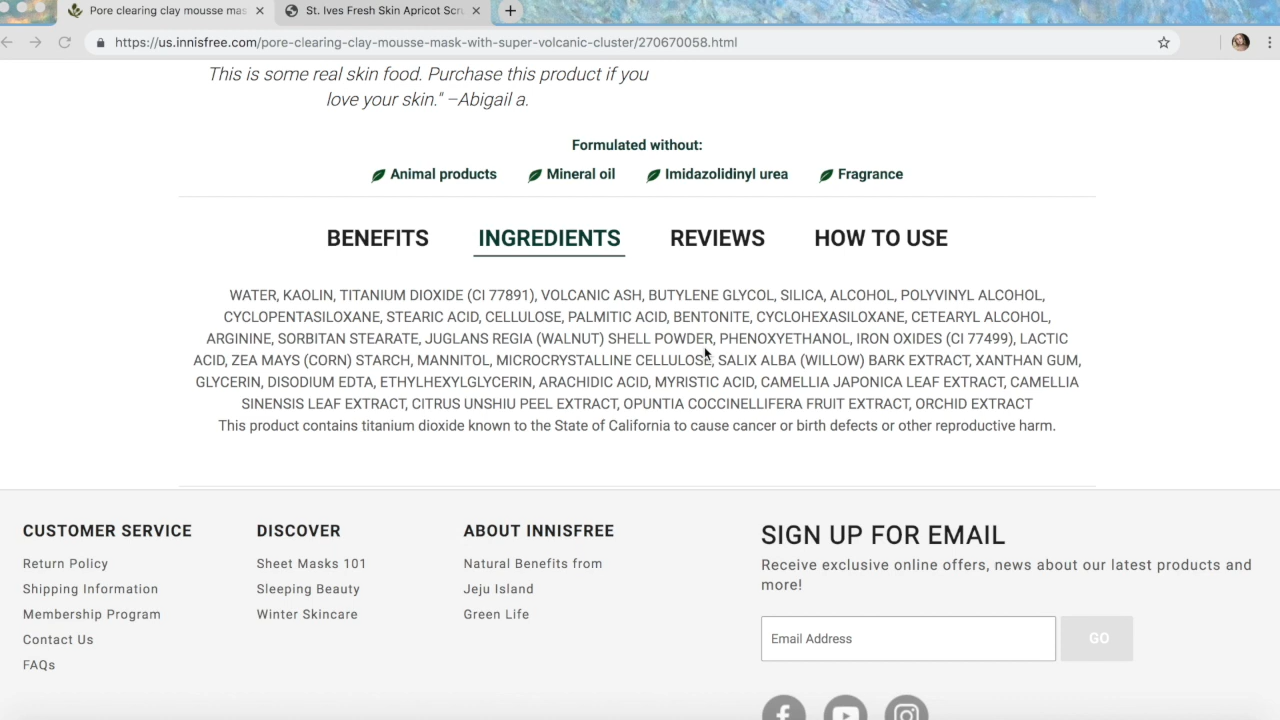 Pore clearing clay mousse mas
St. Ives Fresh Skin Apricot Scru
https://us.innisfree.com/pore-clearing-clay-mousse-mask-with-super-volcanic-cluster/270670058.html
This is some real skin food. Purchase this product if you
love your skin." –Abigail a.
Formulated without:
Animal products Mineral oil Imidazolidinyl urea Fragrance
BENEFITS INGREDIENTS REVIEWS HOW TO USE
WATER, KAOLIN, TITANIUM DIOXIDE (CI 77891), VOLCANIC ASH, BUTYLENE GLYCOL, SILICA, ALCOHOL, POLYVINYL ALCOHOL,
CYCLOPENTASILOXANE, STEARIC ACID, CELLULOSE, PALMITIC ACID, BENTONITE, CYCLOHEXASILOXANE, CETEARYL ALCOHOL,
ARGININE, SORBITAN STEARATE, JUGLANS REGIA (WALNUT) SHELL POWDER, PHENOXYETHANOL, IRON OXIDES (CI 77499), LACTIC
ACID, ZEA MAYS (CORN) STARCH, MANNITOL, MICROCRYSTALLINE CELLULOSE, SALIX ALBA (WILLOW) BARK EXTRACT, XANTHAN GUM,
GLYCERIN, DISODIUM EDTA, ETHYLHEXYLGLYCERIN, ARACHIDIC ACID, MYRISTIC ACID, CAMELLIA JAPONICA LEAF EXTRACT, CAMELLIA
SINENSIS LEAF EXTRACT, CITRUS UNSHIU PEEL EXTRACT, OPUNTIA COCCINELLIFERA FRUIT EXTRACT, ORCHID EXTRACT
This product contains titanium dioxide known to the State of California to cause cancer or birth defects or other reproductive harm.
CUSTOMER SERVICE
Return Policy
Shipping Information
Membership Program
Contact Us
FAQs
DISCOVER
Sheet Masks 101
Sleeping Beauty
Winter Skincare
ABOUT INNISFREE
Natural Benefits from
Jeju Island
Green Life
SIGN UP FOR EMAIL
Receive exclusive online offers, news about our latest products and
more!
Email Address
GO